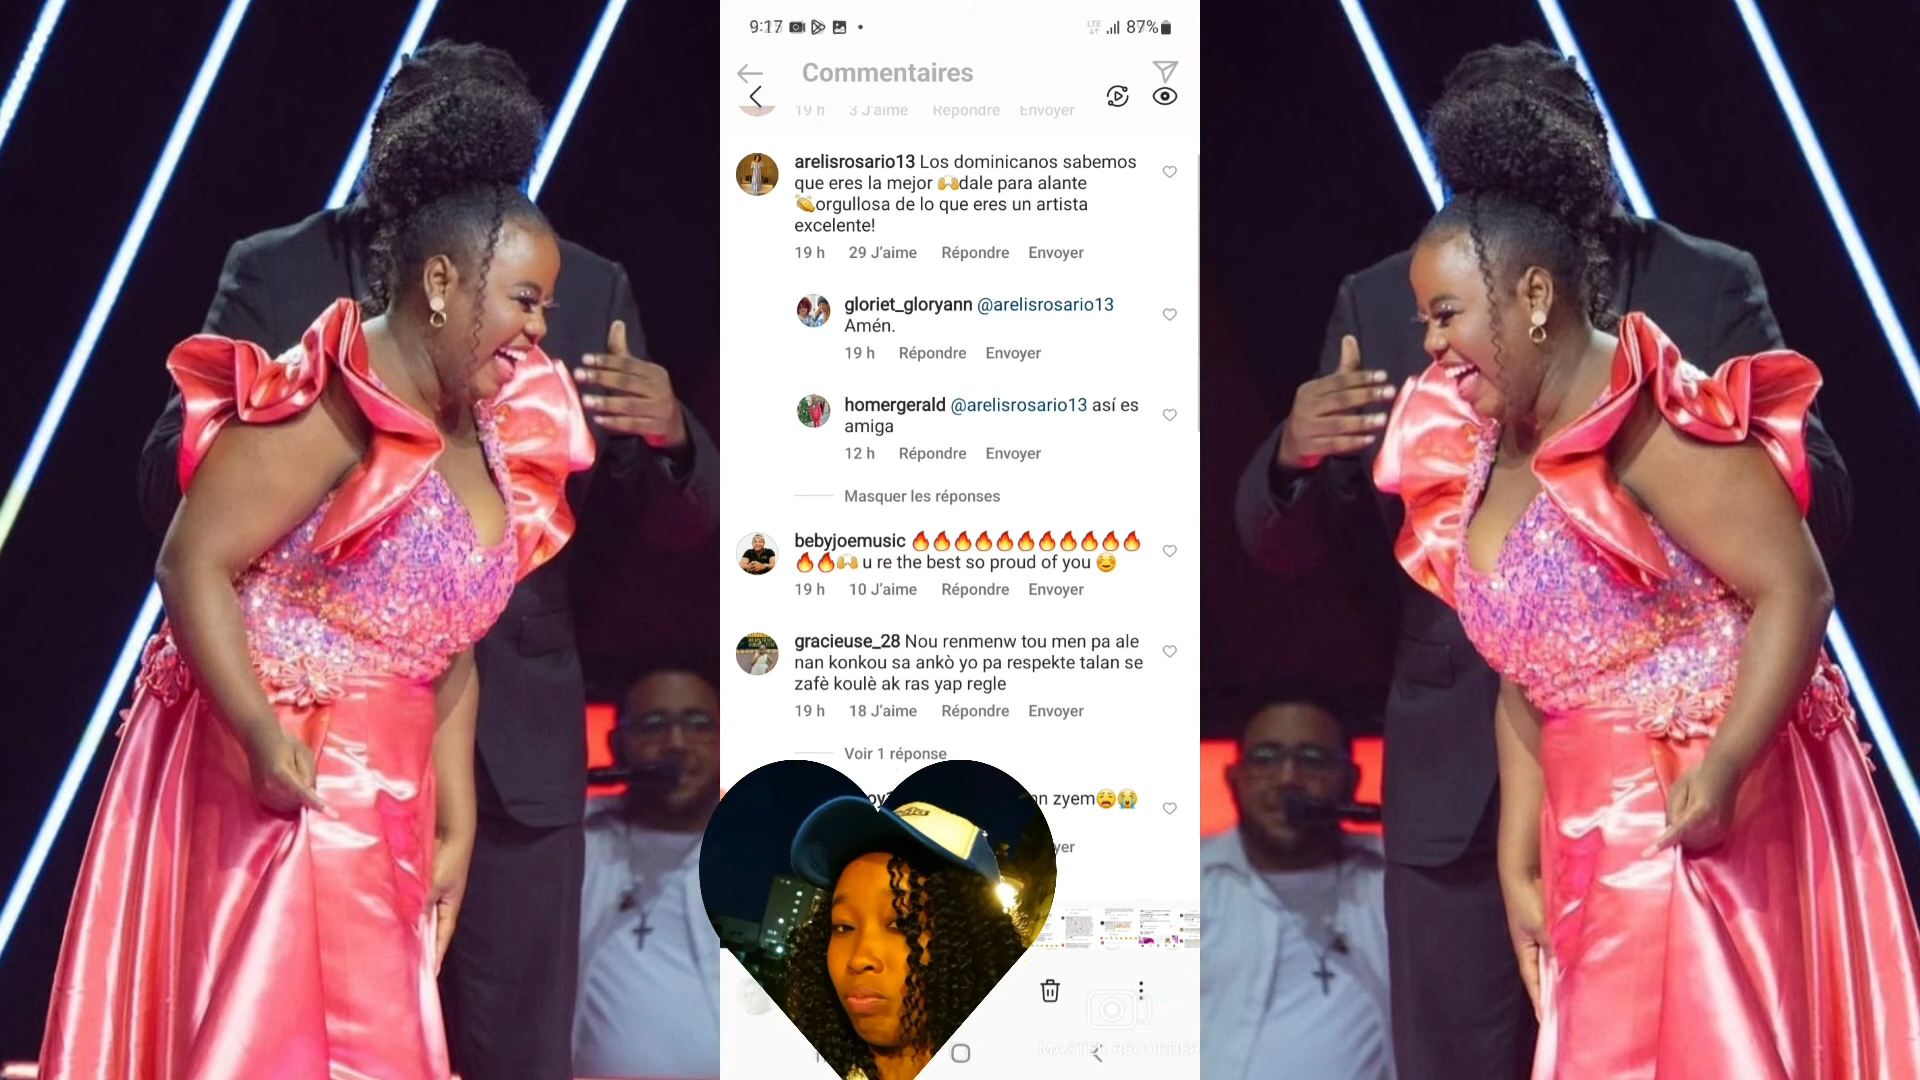 9:17
LTE 87%
Commentaires
19 h 3 J'aime Répondre Envoyer
arelisrosario13 Los dominicanos sabemos
que eres la mejor 🙌dale para alante
👏orgullosa de lo que eres un artista
excelente!
19 h 29 J'aime Répondre Envoyer
gloriet_gloryann @arelisrosario13
Amén.
19 h Répondre Envoyer
homergerald @arelisrosario13 así es
amiga
12 h Répondre Envoyer
Masquer les réponses
bebyjoemusic 🔥🔥🔥🔥🔥🔥🔥🔥🔥🔥🔥
🔥🔥🙌 u re the best so proud of you ☺️
19 h 10 J'aime Répondre Envoyer
gracieuse_28 Nou renmenw tou men pa ale
nan konkou sa ankò yo pa respekte talan se
zafè koulè ak ras yap regle
19 h 18 J'aime Répondre Envoyer
Voir 1 réponse
zyem😩😭
MASTER RECORDER